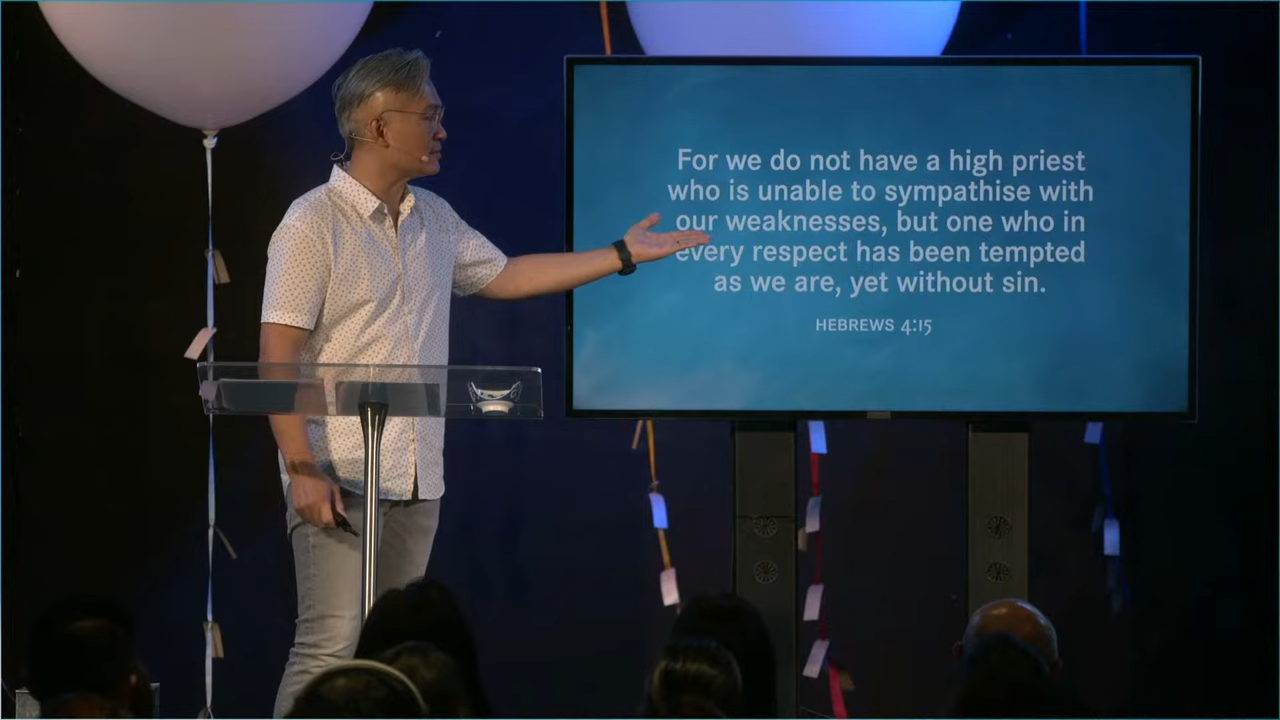 For we do not have a high priest
who is unable to sympathise with
our weaknesses, but one who in
every respect has been tempted
as we are, yet without sin.
HEBREWS 4:15